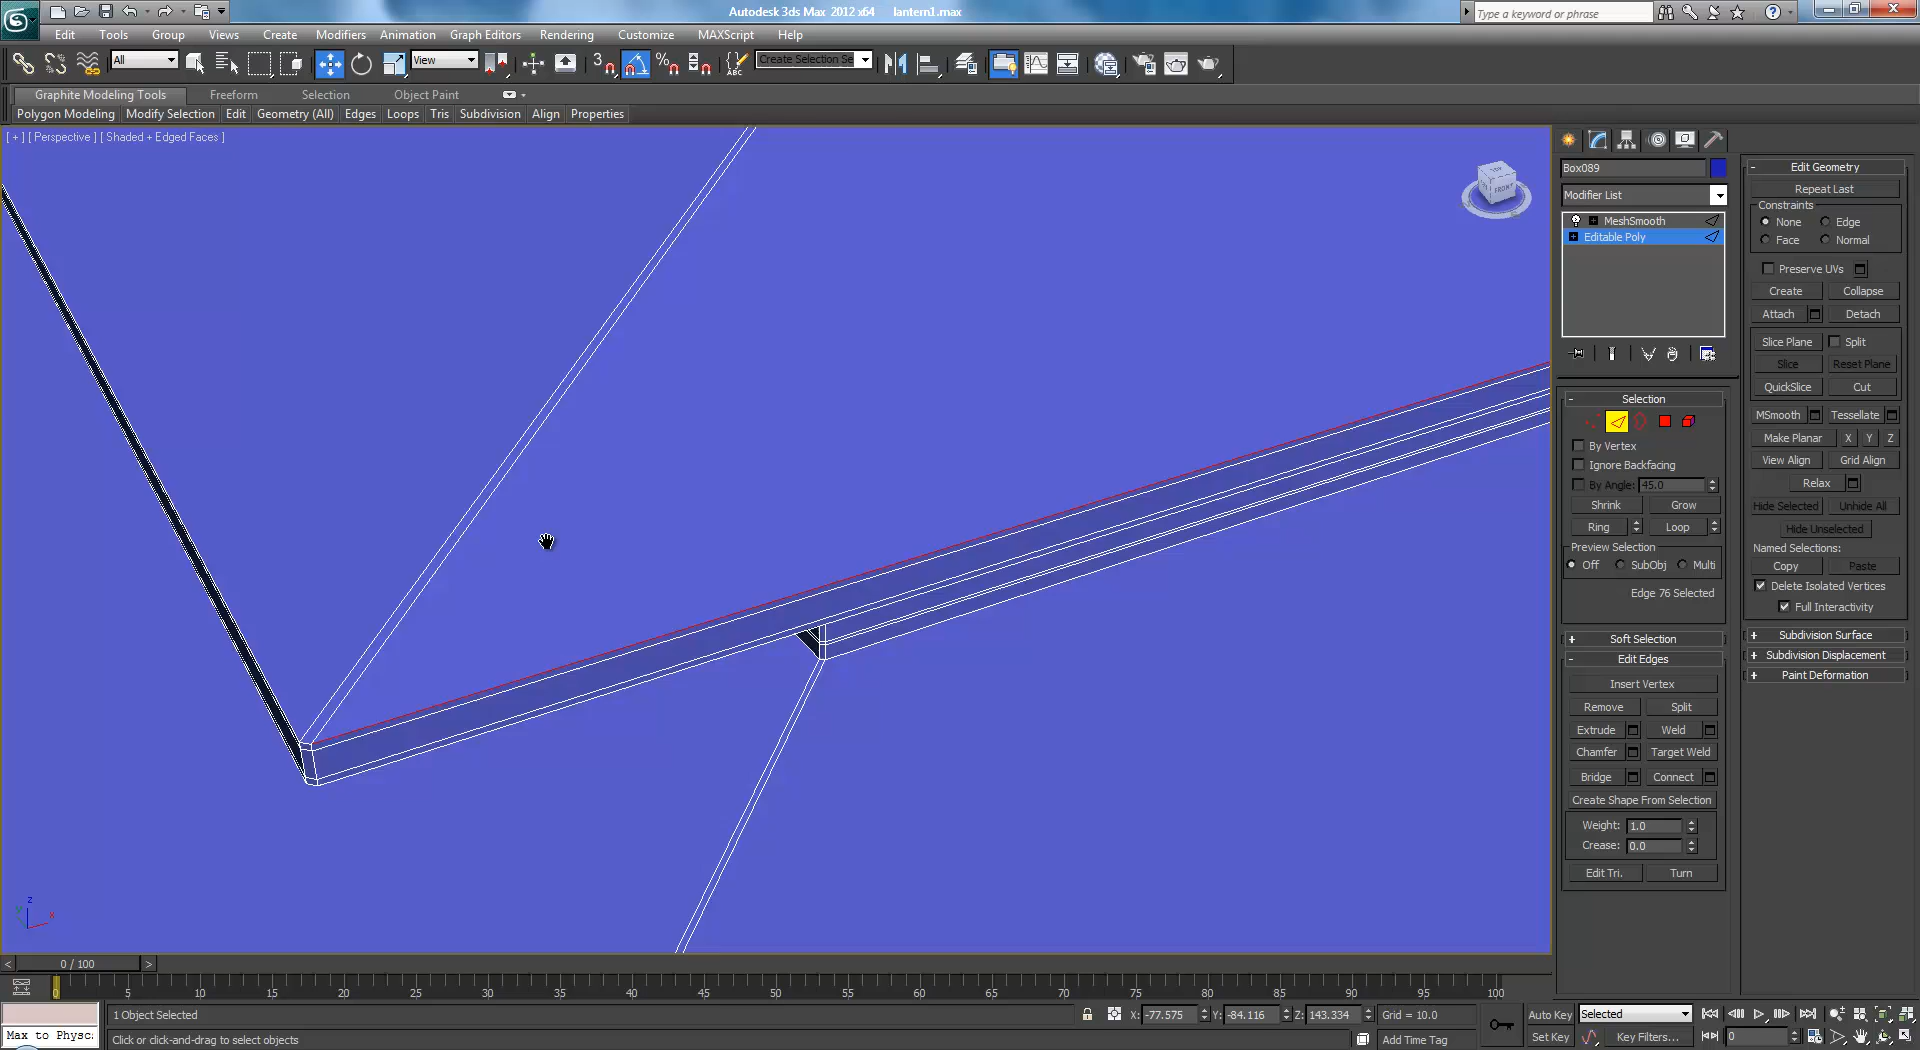 Autodesk 3ds Max 2012 x64 lantern1.max
Type a keyword or phrase
Edit Tools Group Views Create Modifiers Animation Graph Editors Rendering Customize MAXScript Help
All View 3 Create Selection Se
Graphite Modeling Tools Freeform Selection Object Paint
Polygon Modeling Modify Selection Edit Geometry (All) Edges Loops Tris Subdivision Align Properties
[ + ] [ Perspective ] [ Shaded + Edged Faces ]
FRONT
z
x
Box089
Modifier List
MeshSmooth
Editable Poly
Selection
By Vertex
Ignore Backfacing
By Angle: 45.0
Shrink Grow
Ring Loop
Preview Selection
Off SubObj Multi
Edge 76 Selected
Soft Selection
Edit Edges
Insert Vertex
Remove Split
Extrude Weld
Chamfer Target Weld
Bridge Connect
Create Shape From Selection
Weight: 1.0
Crease: 0.0
Edit Tri. Turn
Edit Geometry
Repeat Last
Constraints
None Edge
Face Normal
Preserve UVs
Create Collapse
Attach Detach
Slice Plane Split
Slice Reset Plane
QuickSlice Cut
MSmooth Tessellate
Make Planar X Y Z
View Align Grid Align
Relax
Hide Selected Unhide All
Hide Unselected
Named Selections:
Copy Paste
Delete Isolated Vertices
Full Interactivity
Subdivision Surface
Subdivision Displacement
Paint Deformation
< 0 / 100 >
0 5 10 15 20 25 30 35 40 45 50 55 60 65 70 75 80 85 90 95 100
1 Object Selected X: -77.575 Y: -84.116 Z: 143.334 Grid = 10.0 Auto Key Selected
Max to Physc: Click or click-and-drag to select objects Add Time Tag Set Key Key Filters... 0